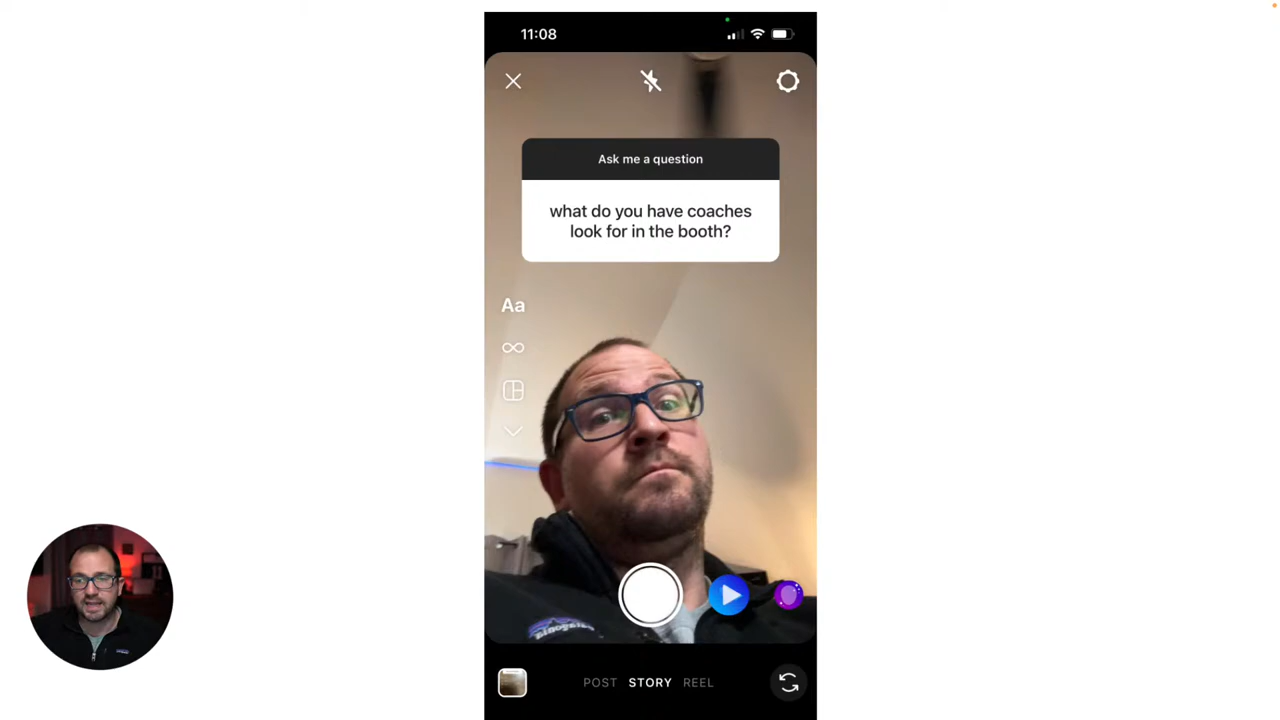 11:08
Ask me a question
what do you have coaches
look for in the booth?
Aa
patagonia
POST STORY REEL